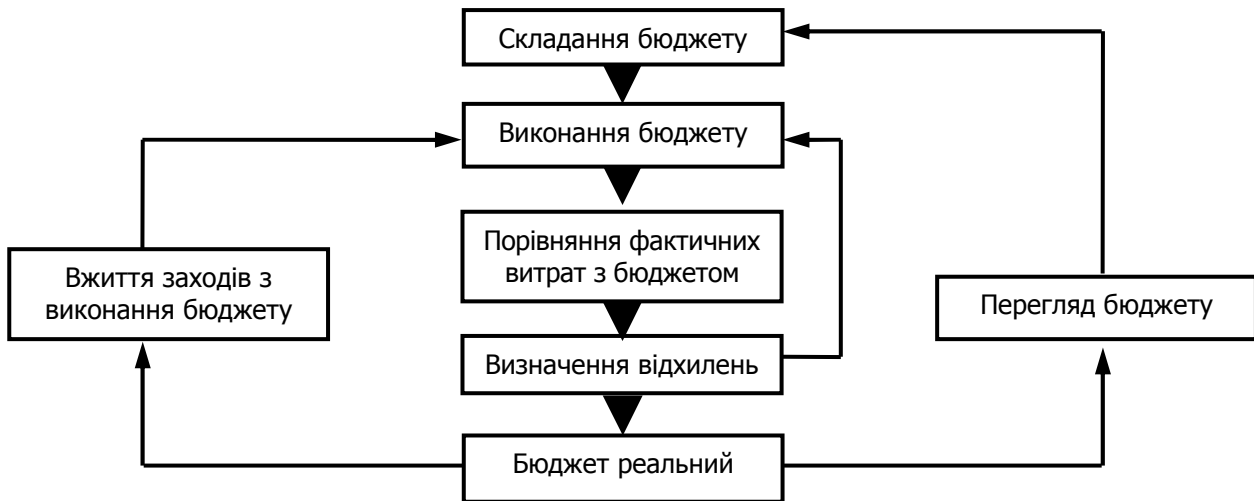 Складання бюджету
Виконання бюджету
Порівняння фактичних
витрат з бюджетом
Вжиття заходів з
виконання бюджету
Перегляд бюджету
Визначення відхилень
Бюджет реальний